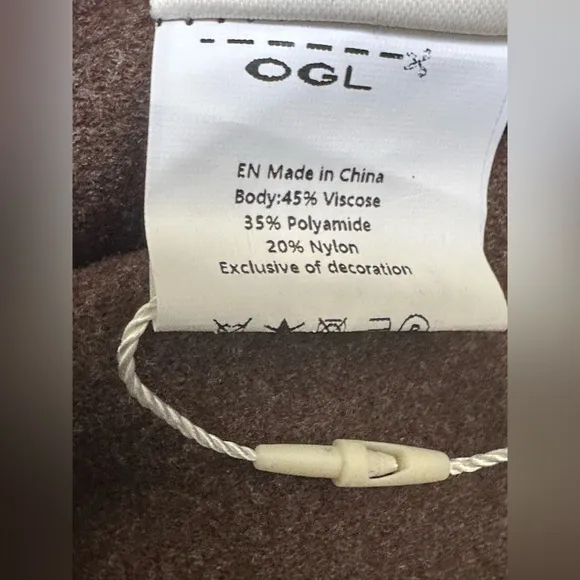 OGL
EN Made in China
Body:45% Viscose
35% Polyamide
20% Nylon
Exclusive of decoration